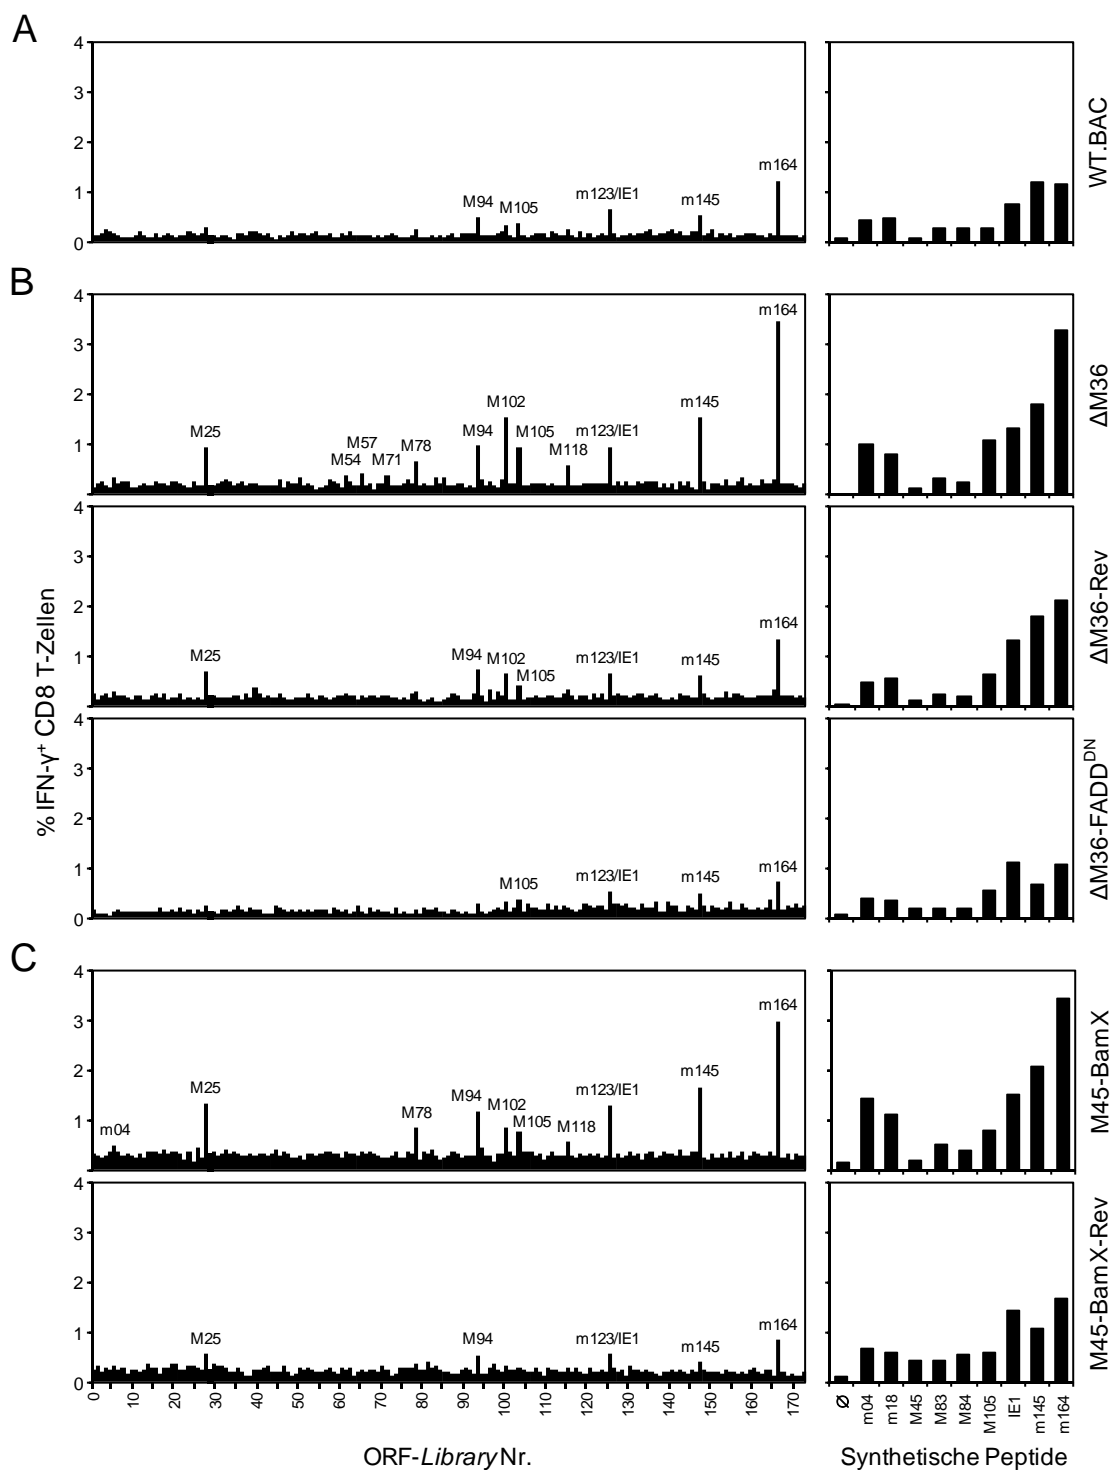 A
4
3
2
1
0
M94
M105
m123/IE1
m145
m164
WT.BAC
B
4
3
2
1
M25
M54
M57
M71
M78
M94
M102
M105
M118
m123/IE1
m145
m164
ΔM36
4
3
2
1
M25
M94
M102
M105
m123/IE1
m145
m164
ΔM36-Rev
% IFN-γ⁺ CD8 T-Zellen
4
3
2
1
0
M105
m123/IE1
m145
m164
ΔM36-FADD^DN
C
4
3
2
1
m04
M25
M78
M94
M102
M105
M118
m123/IE1
m145
m164
M45-BamX
4
3
2
1
0
M25
M94
m123/IE1
m145
m164
M45-BamX-Rev
0 10 20 30 40 50 60 70 80 90 100 110 120 130 140 150 160 170
Ø m04 m18 M45 M83 M84 M105 IE1 m145 m164
ORF-Library Nr.
Synthetische Peptide